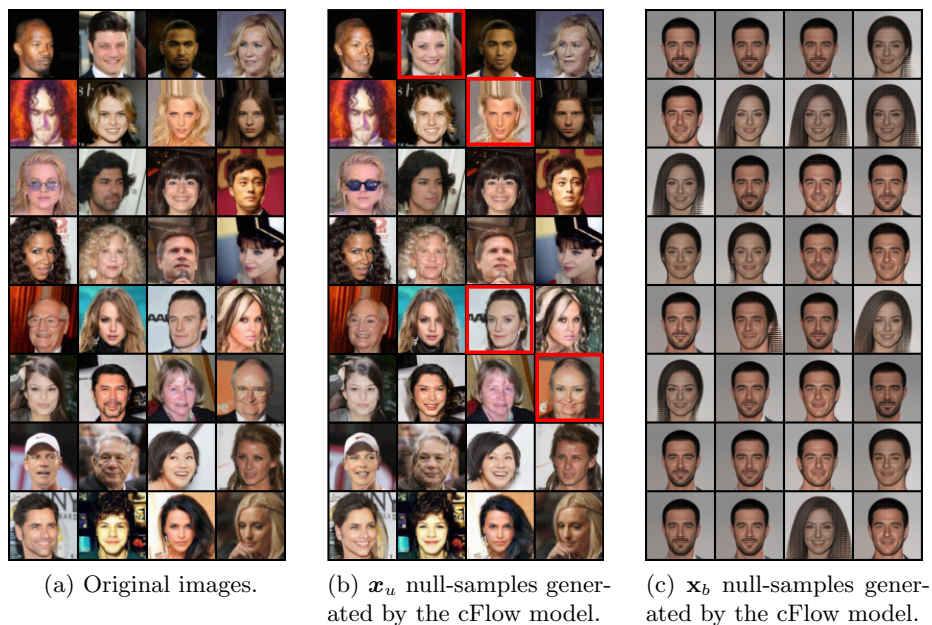 (a) Original images.
(b) 𝒙u null-samples gener-
ated by the cFlow model.
(c) xb null-samples gener-
ated by the cFlow model.